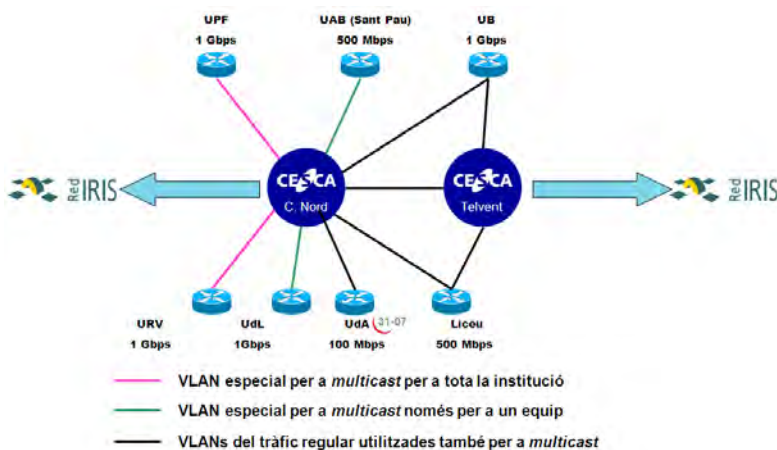 UPF
1 Gbps
UAB (Sant Pau)
500 Mbps
UB
1 Gbps
Red IRIS
CESCA
C. Nord
CESCA
Telvent
Red IRIS
URV
1 Gbps
UdL
1Gbps
UdA
31-07
100 Mbps
Liceu
500 Mbps
VLAN especial per a multicast per a tota la institució
VLAN especial per a multicast només per a un equip
VLANs del tràfic regular utilitzades també per a multicast